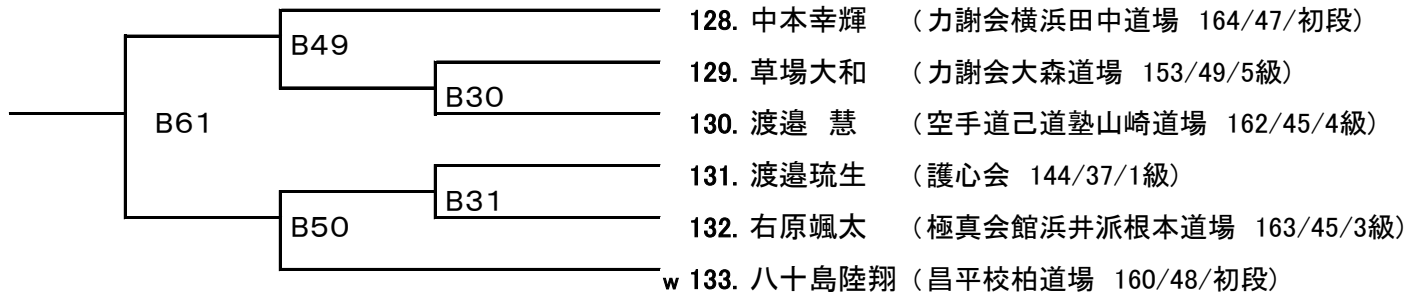 128. 中本幸輝 (力謝会横浜田中道場 164/47/初段)
B49
129. 草場大和 (力謝会大森道場 153/49/5級)
B30
B61
130. 渡邉 慧 (空手道己道塾山崎道場 162/45/4級)
131. 渡邉琉生 (護心会 144/37/1級)
B31
B50
132. 右原颯太 (極真会館浜井派根本道場 163/45/3級)
w 133. 八十島陸翔 (昌平校柏道場 160/48/初段)